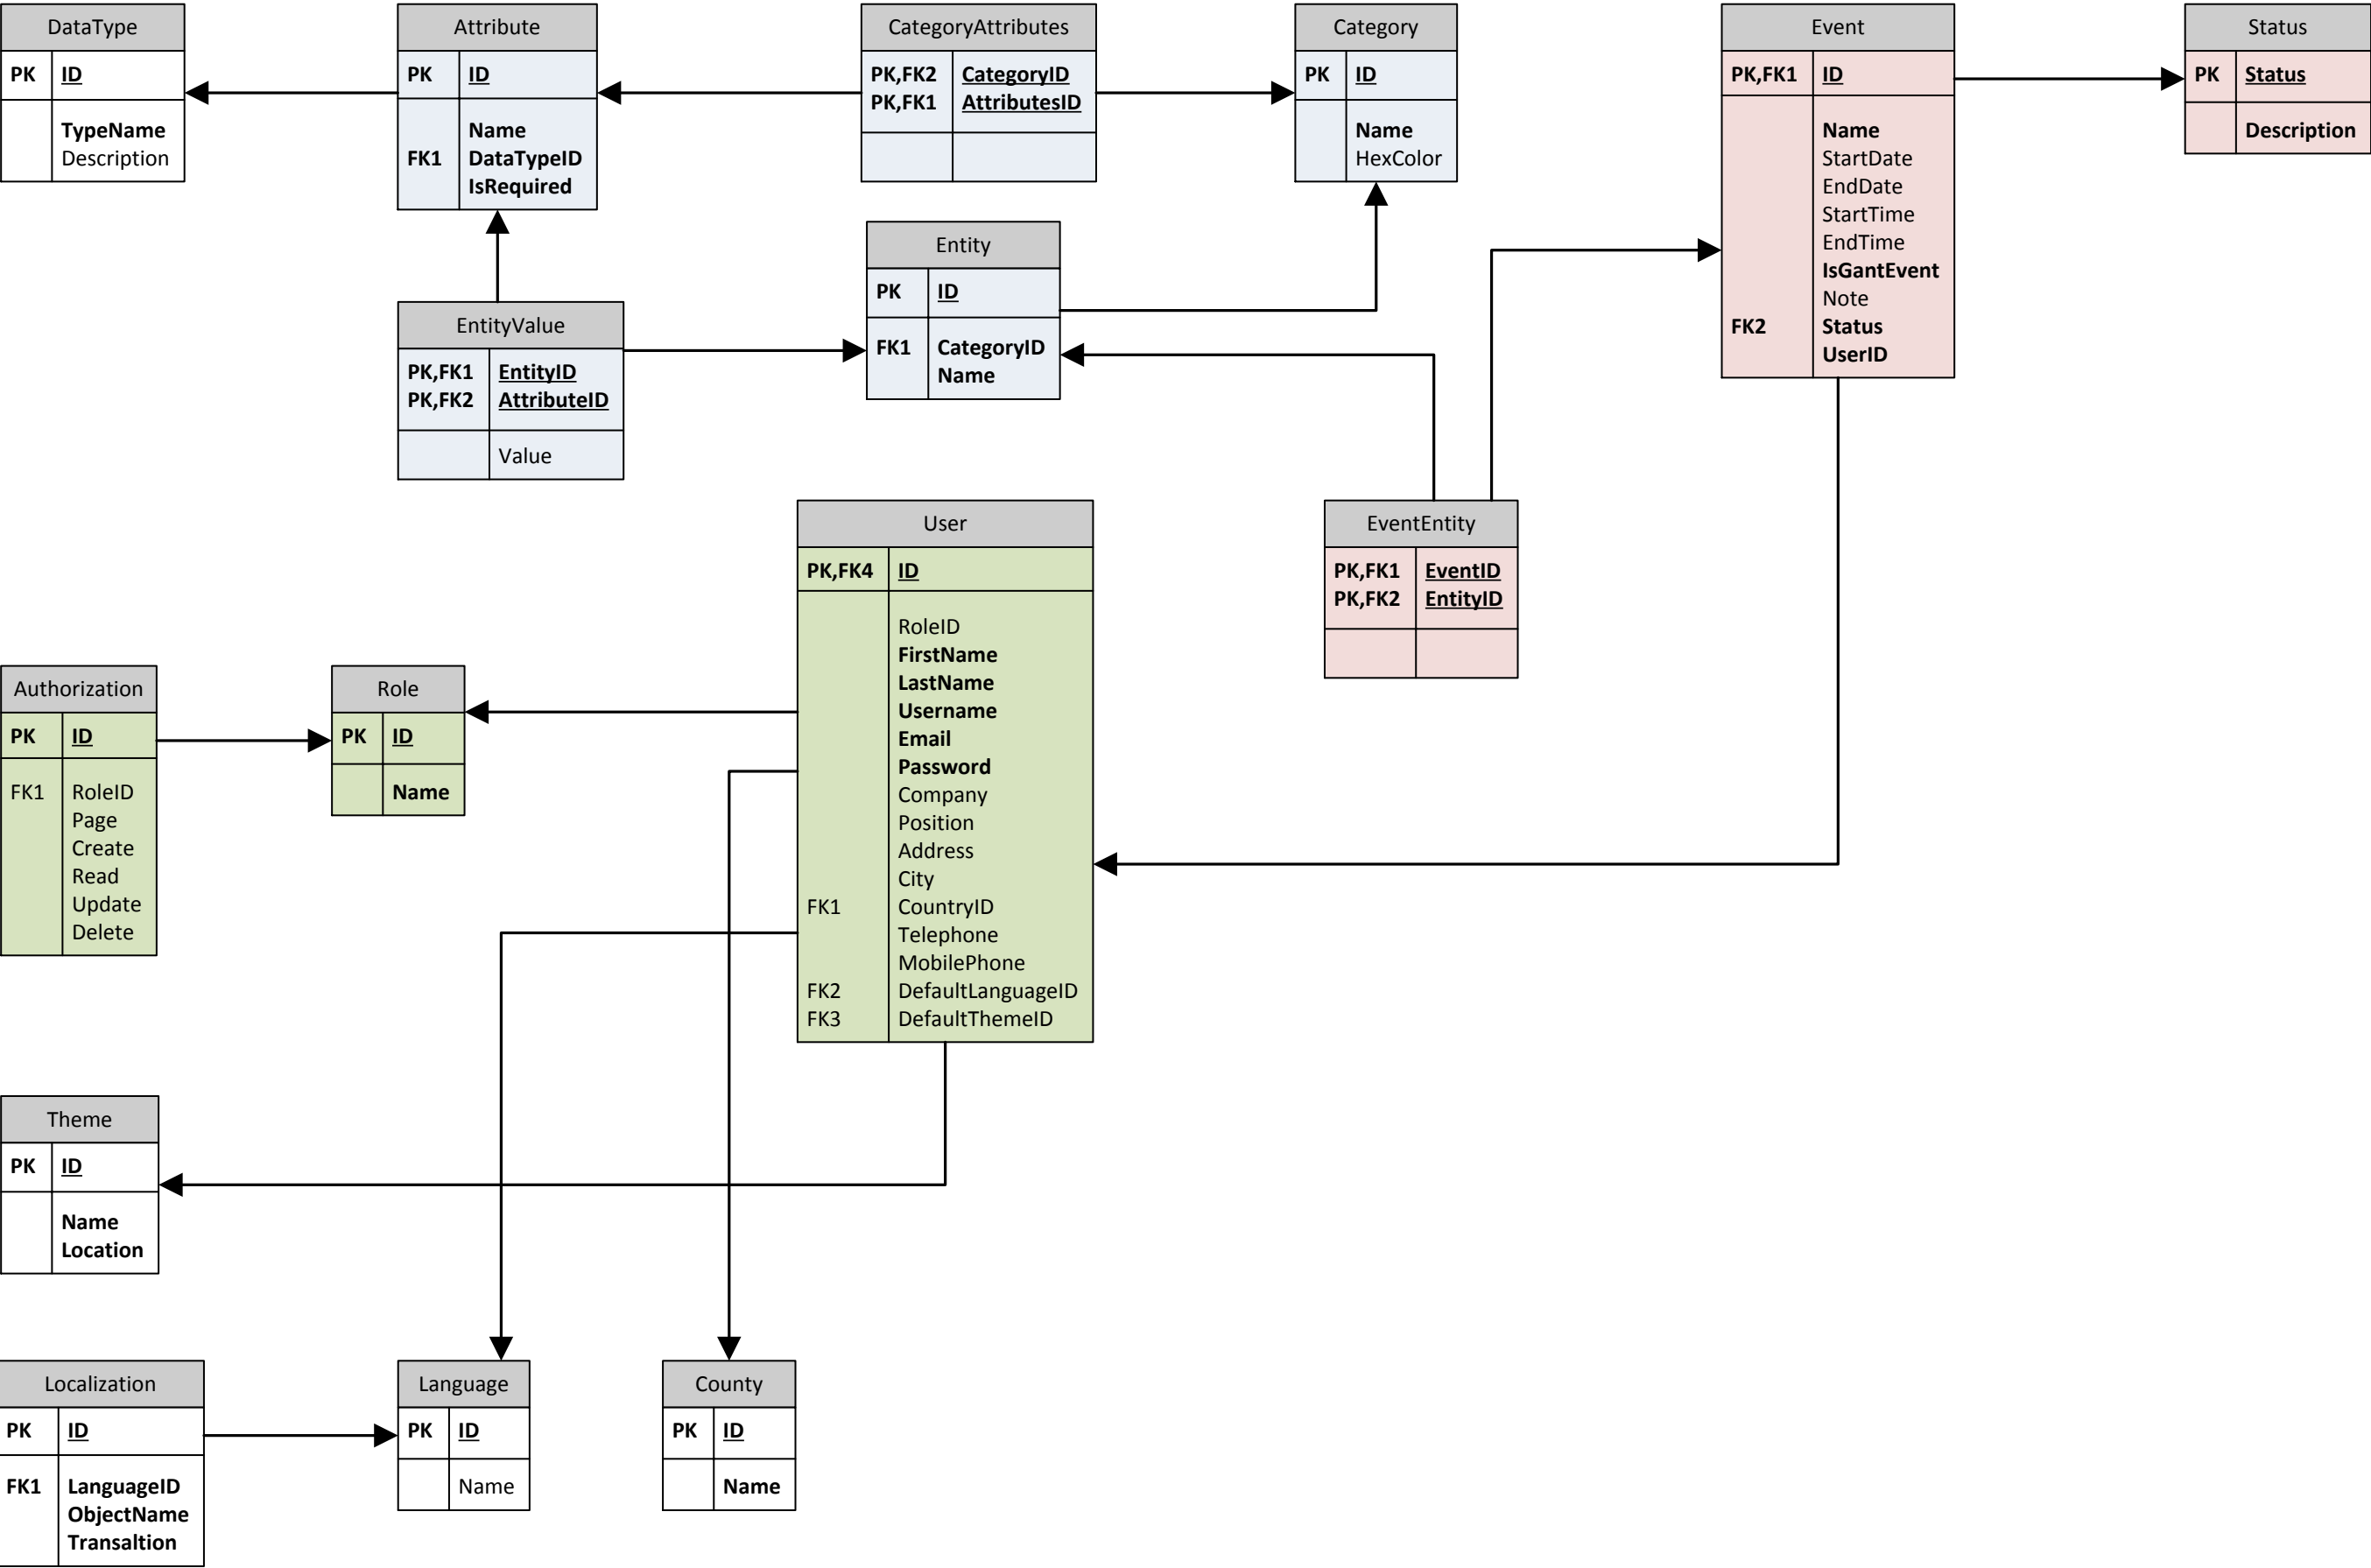 DataType
PK ID
TypeName
Description
Attribute
PK ID
Name
FK1 DataTypeID
IsRequired
CategoryAttributes
PK,FK2 CategoryID
PK,FK1 AttributesID
Category
PK ID
Name
HexColor
Event
PK,FK1 ID
Name
StartDate
EndDate
StartTime
EndTime
IsGantEvent
Note
FK2 Status
UserID
Status
PK Status
Description
EntityValue
PK,FK1 EntityID
PK,FK2 AttributeID
Value
Entity
PK ID
FK1 CategoryID
Name
User
PK,FK4 ID
RoleID
FirstName
LastName
Username
Email
Password
Company
Position
Address
City
FK1 CountryID
Telephone
MobilePhone
FK2 DefaultLanguageID
FK3 DefaultThemeID
EventEntity
PK,FK1 EventID
PK,FK2 EntityID
Authorization
PK ID
FK1 RoleID
Page
Create
Read
Update
Delete
Role
PK ID
Name
Theme
PK ID
Name
Location
Localization
PK ID
FK1 LanguageID
ObjectName
Transaltion
Language
PK ID
Name
County
PK ID
Name